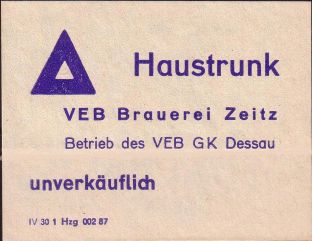 Haustrunk
VEB Brauerei Zeitz
Betrieb des VEB GK Dessau
unverkäuflich
IV 30 1 Hzg 002 87